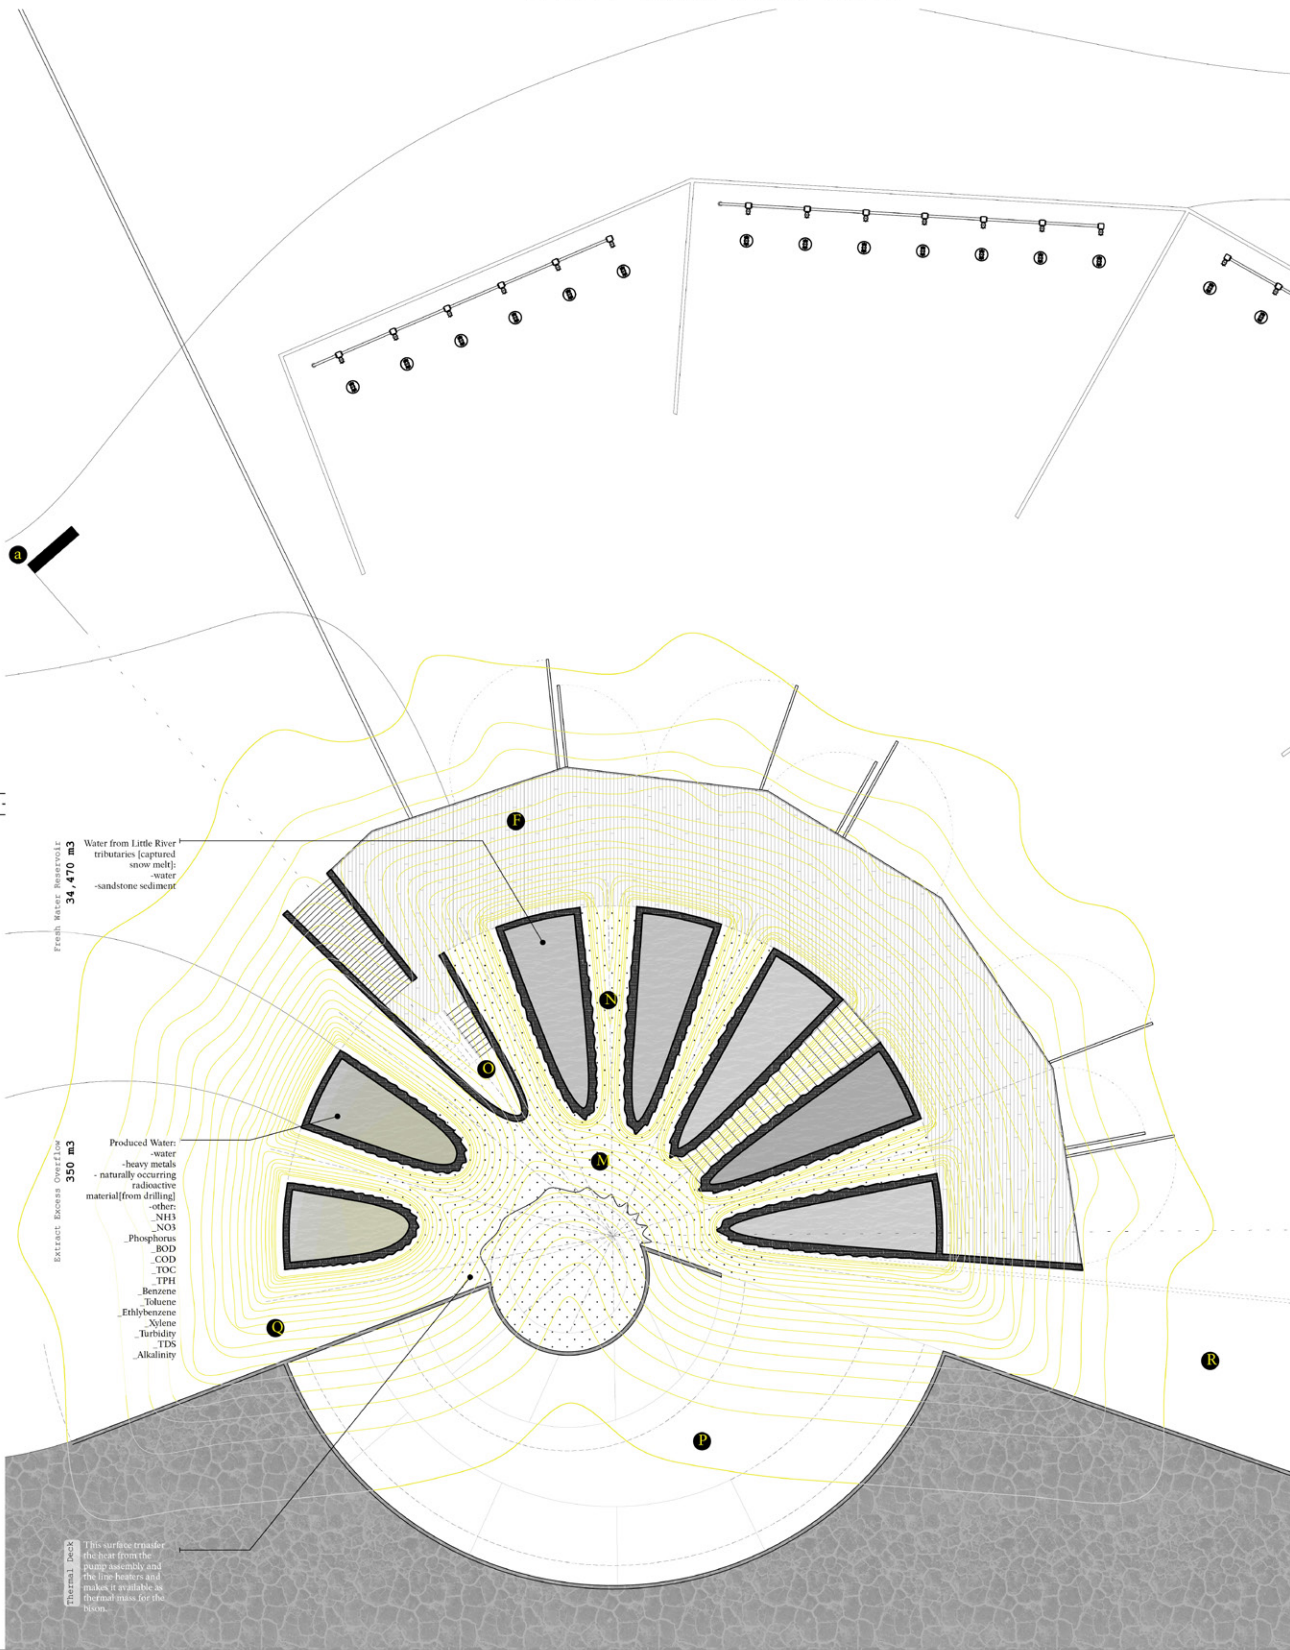 a
F
Fresh Water Reservoir
34,470 m3
Water from Little River
tributaries [captured
snow melt]:
-water
-sandstone sediment
N
O
M
Extract Excess Overflow
350 m3
Produced Water:
-water
-heavy metals
- naturally occurring
radioactive
material[from drilling]
-other:
_NH3
_NO3
_Phosphorus
_BOD
_COD
_TOC
_TPH
_Benzene
_Toluene
_Ethlybenzene
_Xylene
_Turbidity
_TDS
_Alkalinity
Q
R
P
Thermal Deck
This surface trnasfer
the heat from the
pump assembly and
the line heaters and
makes it available as
thermal mass for the
bison.